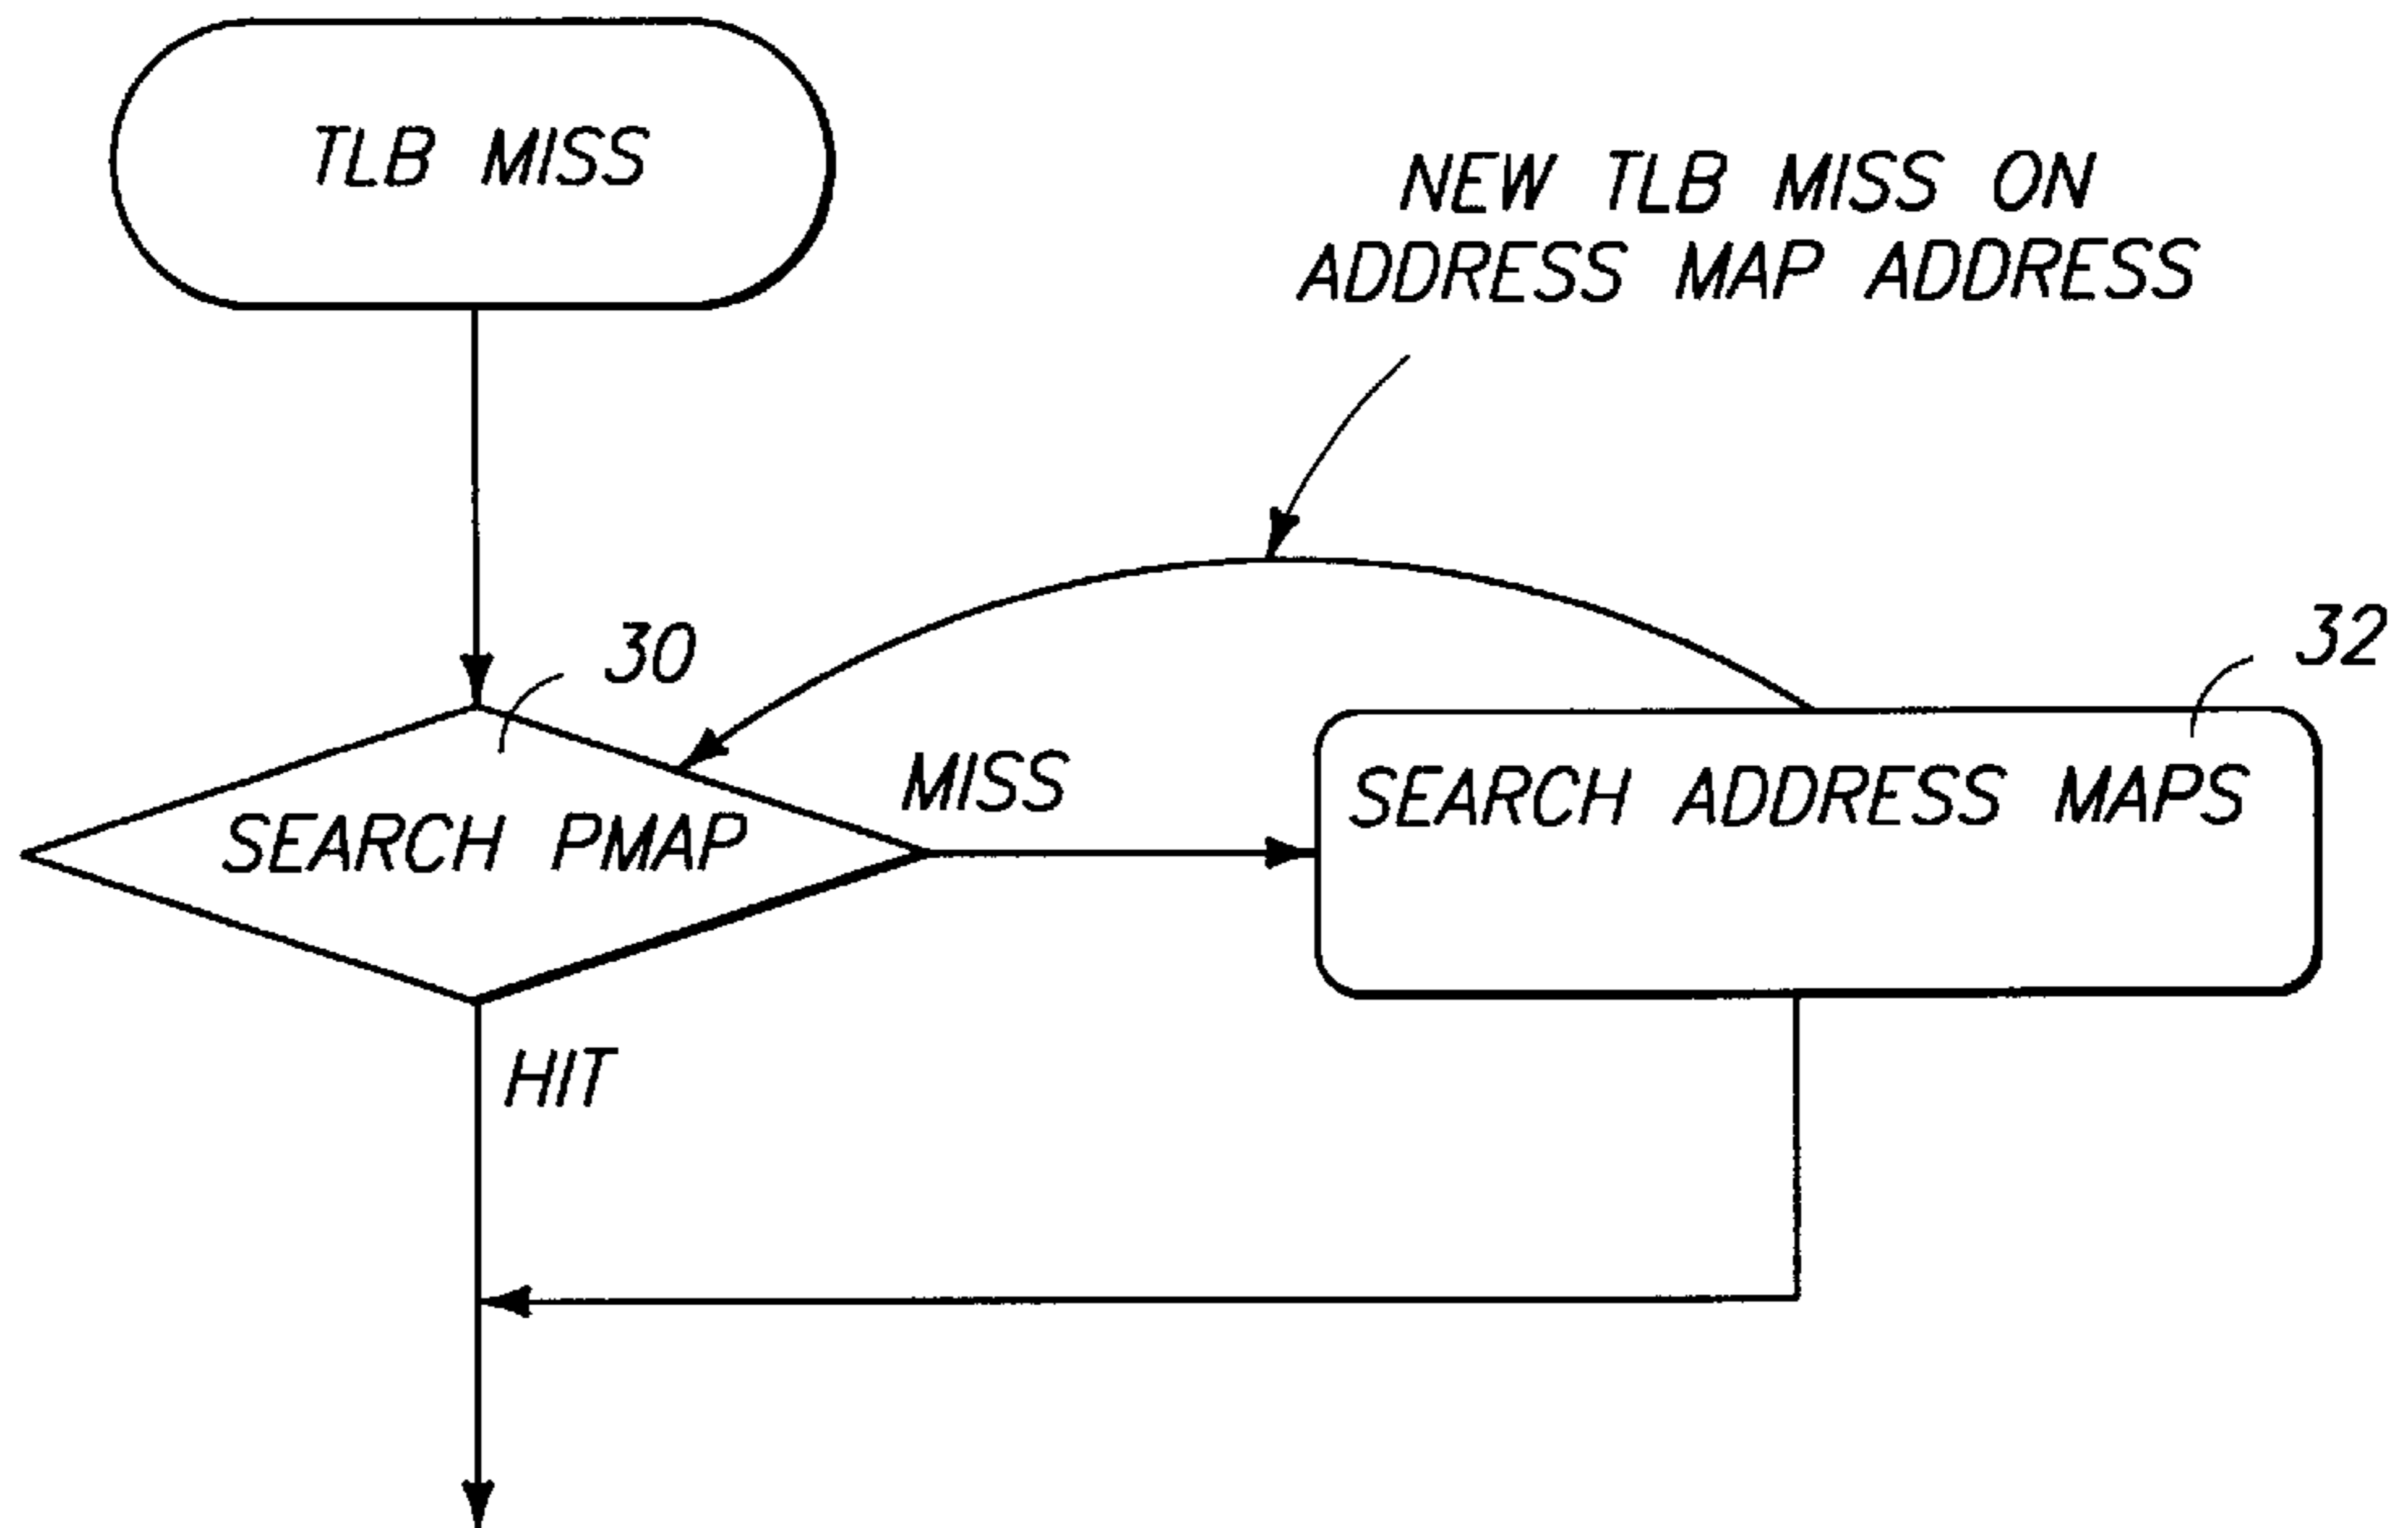 TLB MISS
NEW TLB MISS ON
ADDRESS MAP ADDRESS
30
32
MISS
SEARCH PMAP
SEARCH ADDRESS MAPS
HIT